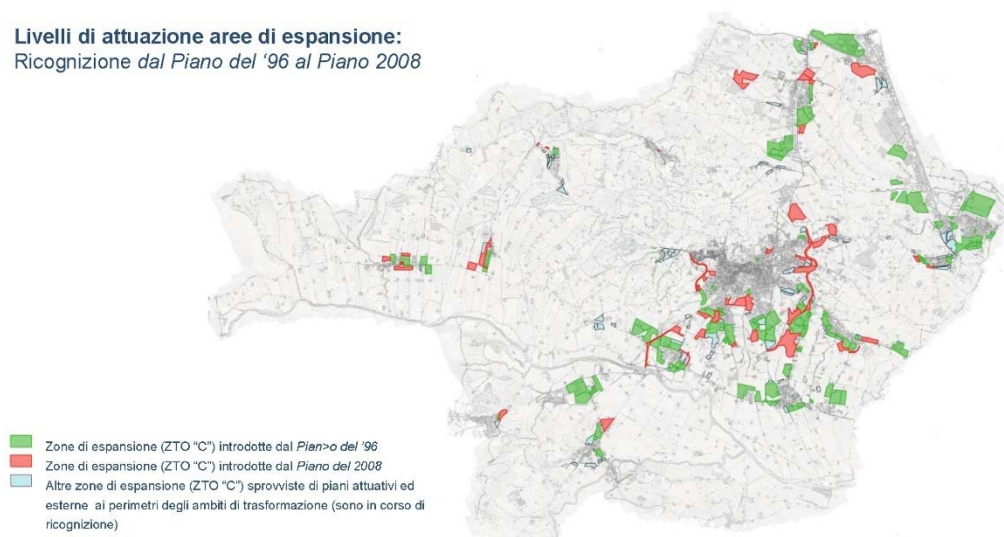 Livelli di attuazione aree di espansione:
Ricognizione dal Piano del '96 al Piano 2008
Zone di espansione (ZTO "C") introdotte dal Pian>o del '96
Zone di espansione (ZTO "C") introdotte dal Piano del 2008
Altre zone di espansione (ZTO "C") sprovviste di piani attuativi ed
esterne ai perimetri degli ambiti di trasformazione (sono in corso di
ricognizione)